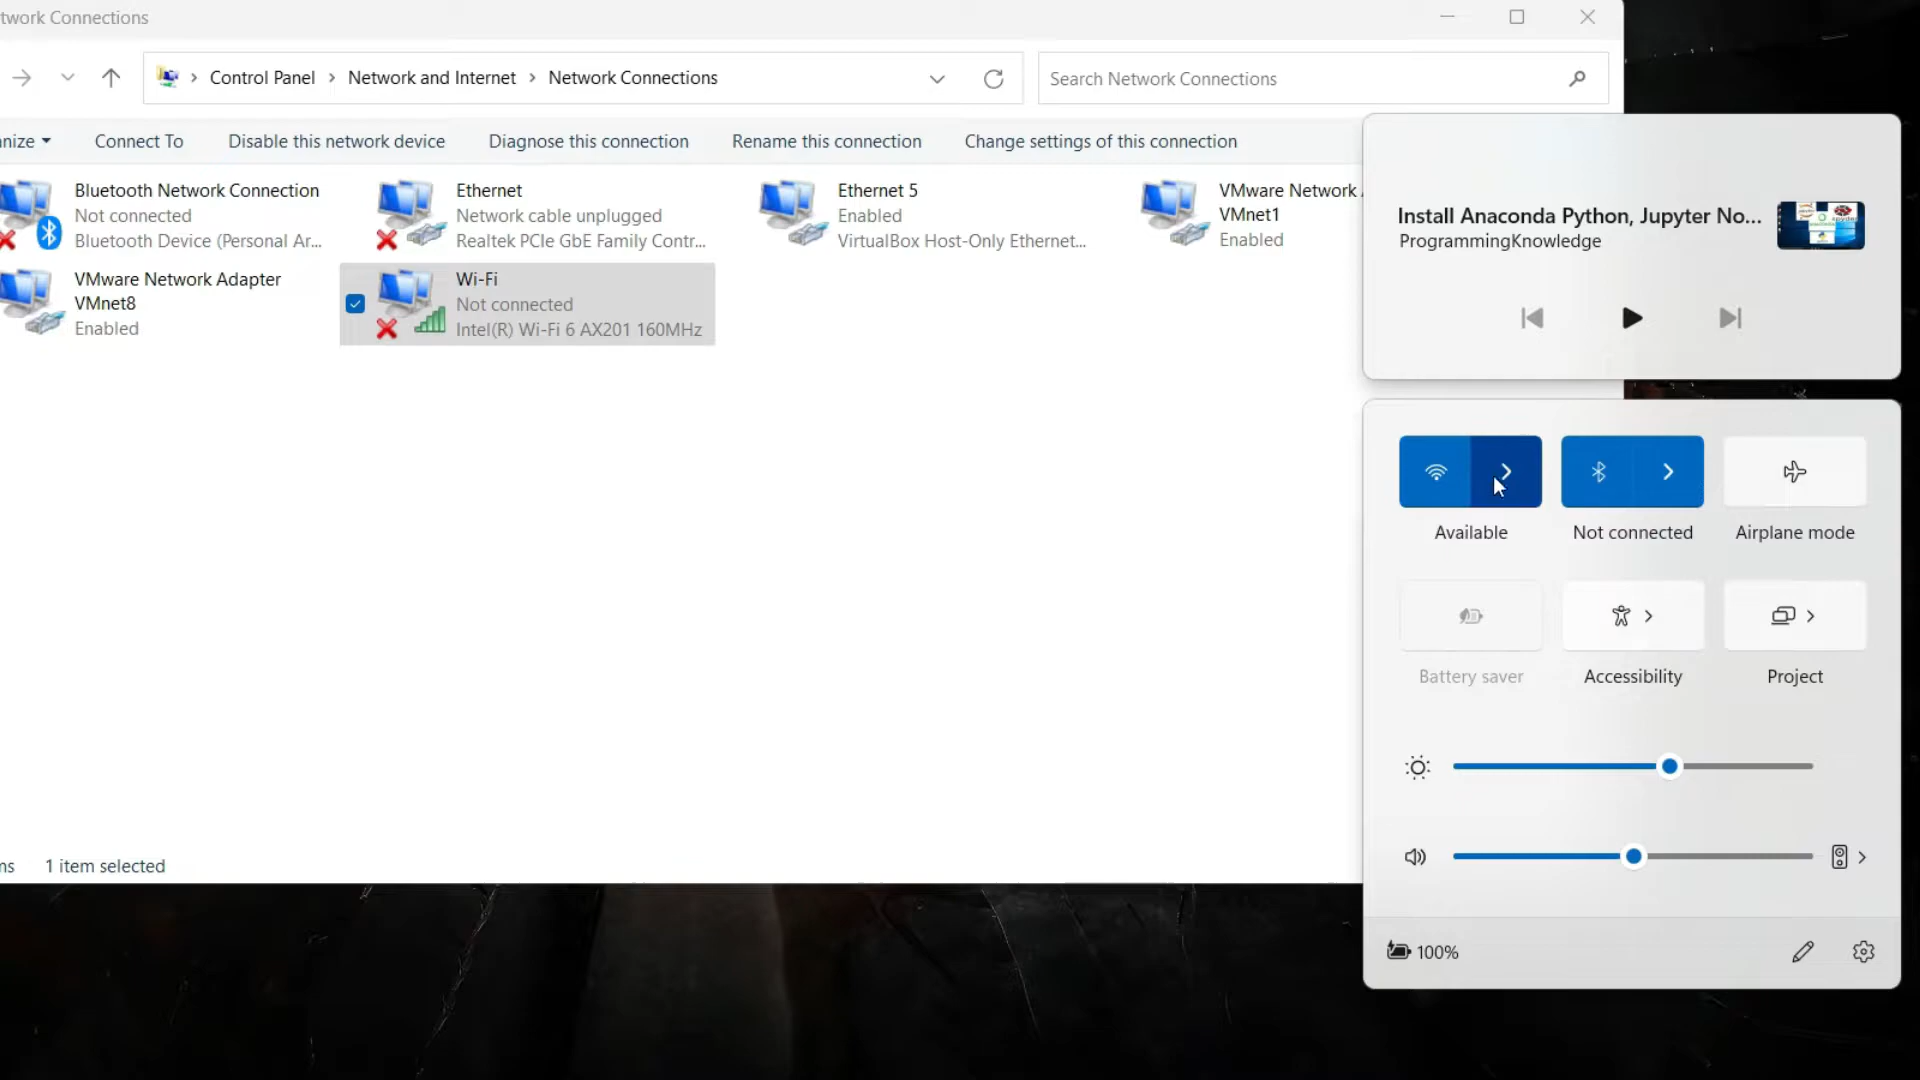 twork Connections
Control Panel > Network and Internet > Network Connections
Search Network Connections
nize
Connect To
Disable this network device
Diagnose this connection
Rename this connection
Change settings of this connection
Bluetooth Network Connection
Not connected
Bluetooth Device (Personal Ar...
Ethernet
Network cable unplugged
Realtek PCIe GbE Family Contr...
Ethernet 5
Enabled
VirtualBox Host-Only Ethernet...
VMware Network
VMnet1
Enabled
VMware Network Adapter
VMnet8
Enabled
Wi-Fi
Not connected
Intel(R) Wi-Fi 6 AX201 160MHz
ms
1 item selected
Install Anaconda Python, Jupyter No...
ProgrammingKnowledge
Available
Not connected
Airplane mode
Battery saver
Accessibility
Project
100%